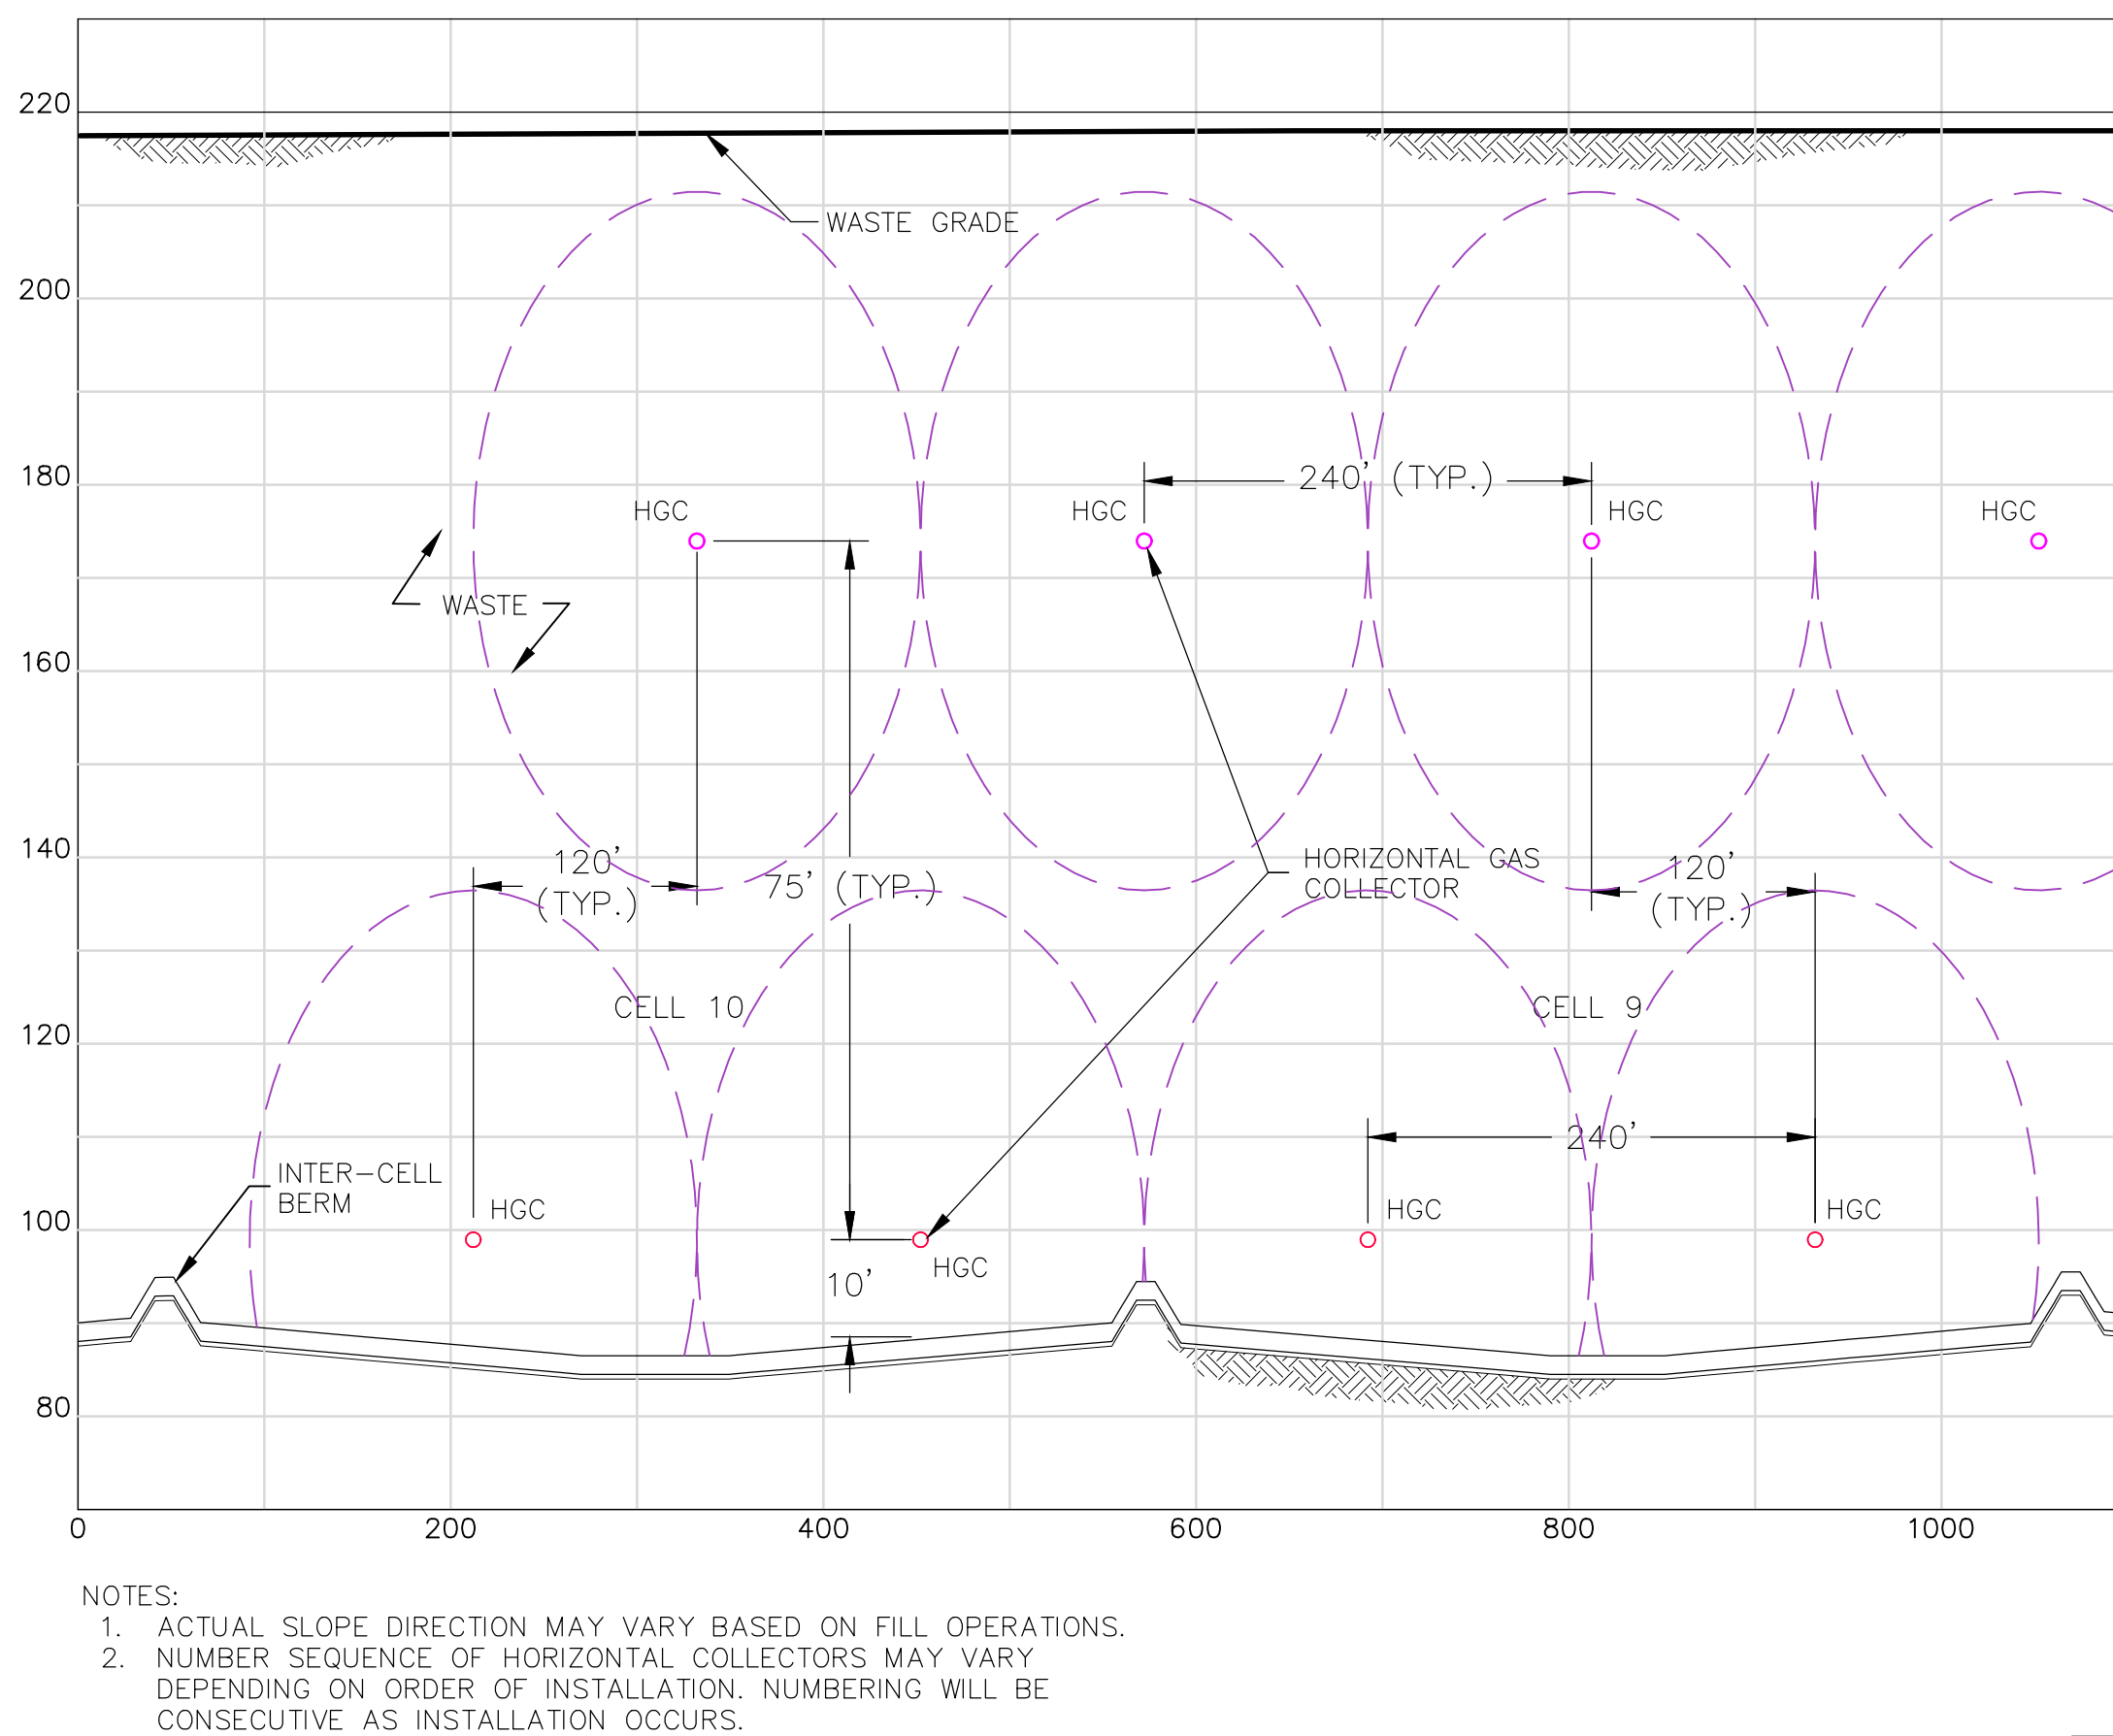 220
WASTE GRADE
200
180
240' (TYP.)
HGC
HGC
HGC
HGC
WASTE
160
140
120'
(TYP.)
75' (TYP.)
HORIZONTAL GAS
COLLECTOR
120'
(TYP.)
CELL 10
CELL 9
120
240'
INTER-CELL
BERM
HGC
HGC
HGC
100
HGC
10'
80
0
200
400
600
800
1000
NOTES:
1. ACTUAL SLOPE DIRECTION MAY VARY BASED ON FILL OPERATIONS.
2. NUMBER SEQUENCE OF HORIZONTAL COLLECTORS MAY VARY
DEPENDING ON ORDER OF INSTALLATION. NUMBERING WILL BE
CONSECUTIVE AS INSTALLATION OCCURS.